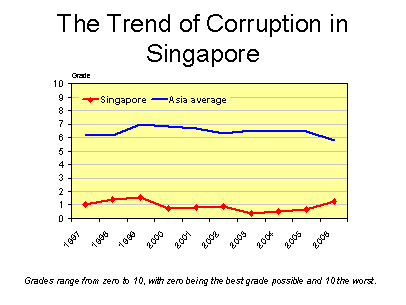 The Trend of Corruption in
Singapore
Grade
10
9
8
7
6
5
4
3
2
1
0
Singapore Asia average
1997 1998 1999 2000 2001 2002 2003 2004 2005 2006
Grades range from zero to 10, with zero being the best grade possible and 10 the worst.